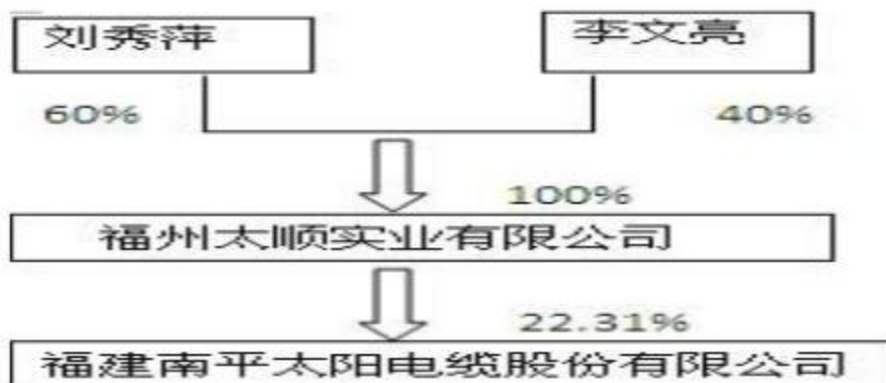 刘秀萍
李文亮
60%
40%
100%
福州太顺实业有限公司
22.31%
福建南平太阳电缆股份有限公司